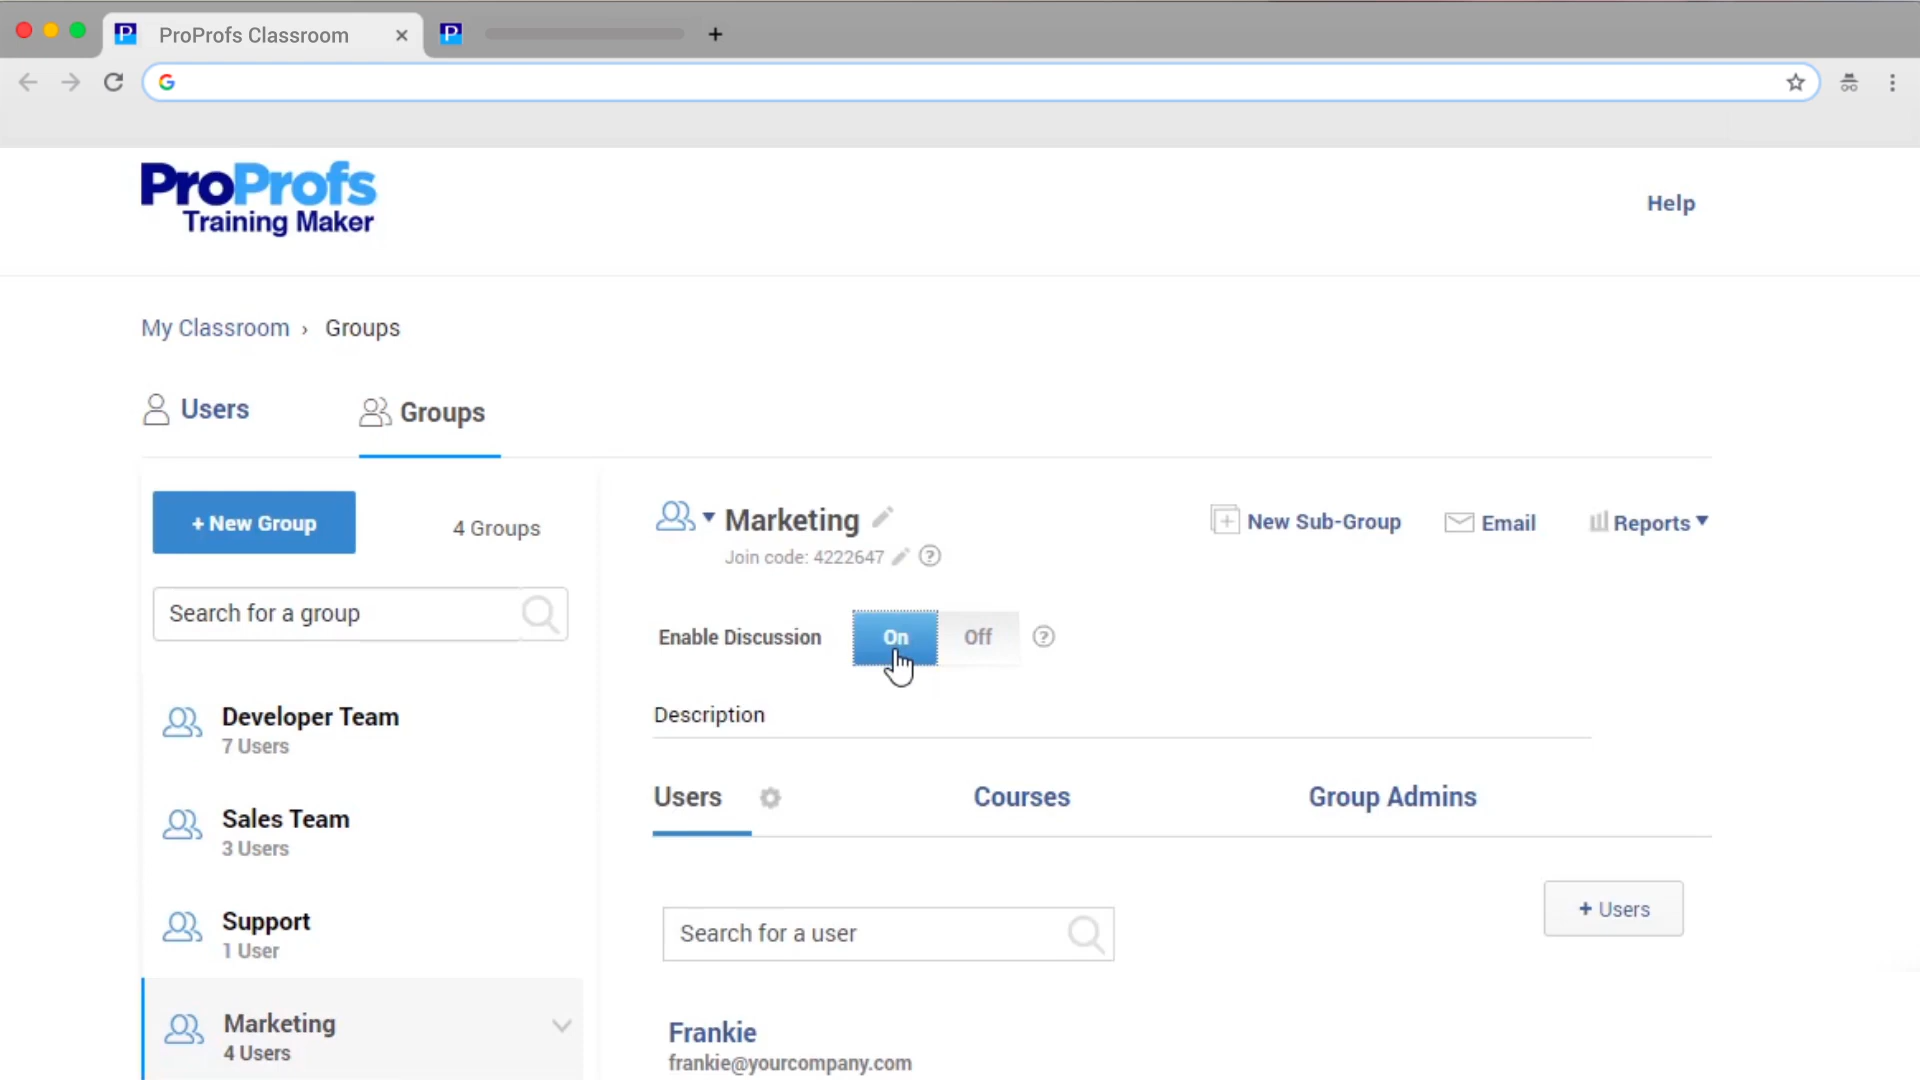 ProProfs Classroom
ProProfs
Training Maker
Help
My Classroom › Groups
Users
Groups
+ New Group
4 Groups
Search for a group
Developer Team
7 Users
Sales Team
3 Users
Support
1 User
Marketing
4 Users
Marketing
New Sub-Group
Email
Reports
Join code: 4222647
Enable Discussion
On
Off
Description
Users
Courses
Group Admins
Search for a user
+ Users
Frankie
frankie@yourcompany.com